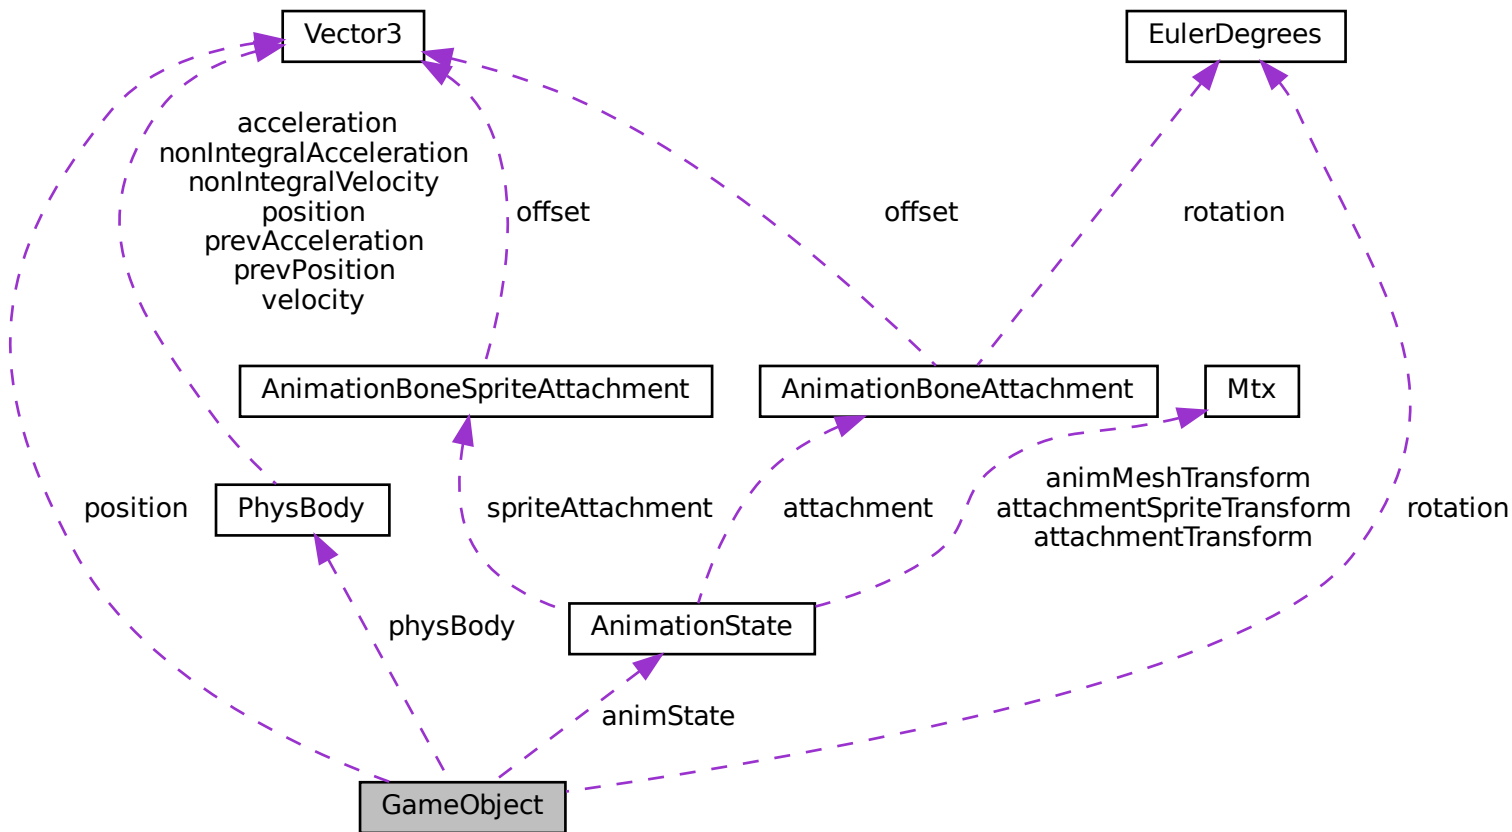 Vector3
EulerDegrees
acceleration
nonIntegralAcceleration
nonIntegralVelocity
position
prevAcceleration
prevPosition
velocity
offset
offset
rotation
AnimationBoneSpriteAttachment
AnimationBoneAttachment
Mtx
position
PhysBody
spriteAttachment
attachment
animMeshTransform
attachmentSpriteTransform
attachmentTransform
rotation
physBody
AnimationState
animState
GameObject